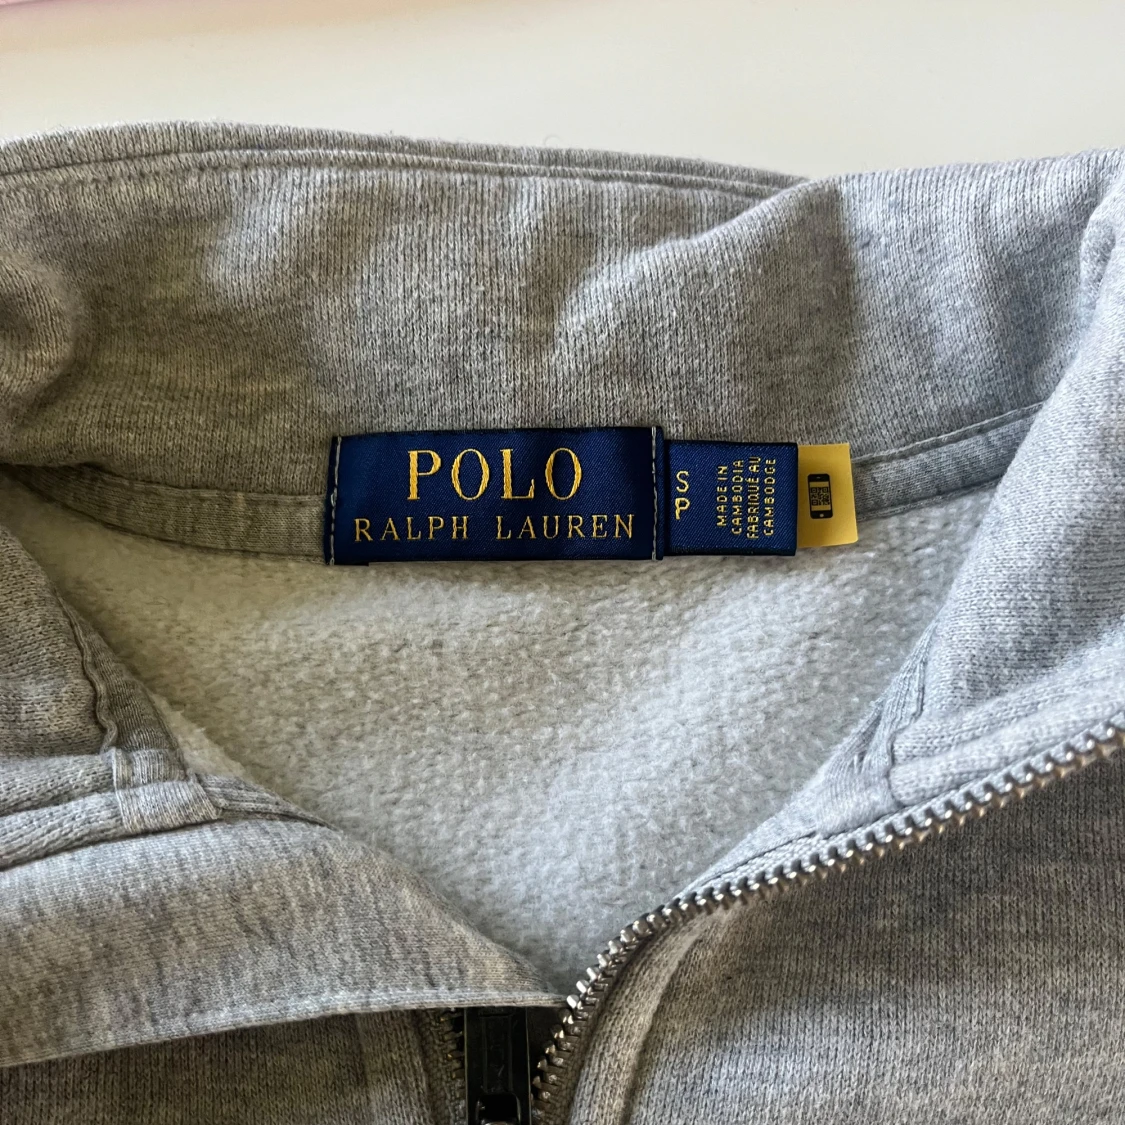 POLO
RALPH LAUREN
S
P
MADE IN
CAMBODIA
FABRIQUÉ AU
CAMBODGE